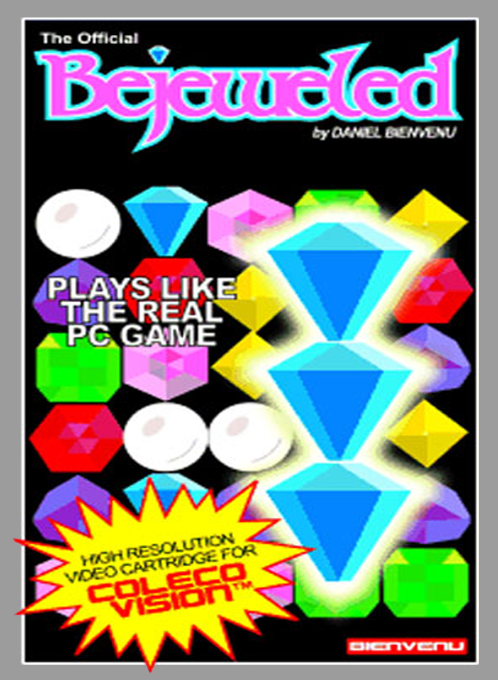 The Official
Bejeweled
by DANIEL BIENVENU
PLAYS LIKE
THE REAL
PC GAME
HIGH RESOLUTION
VIDEO CARTRIDGE FOR
COLECO
VISION™
BIENVENU